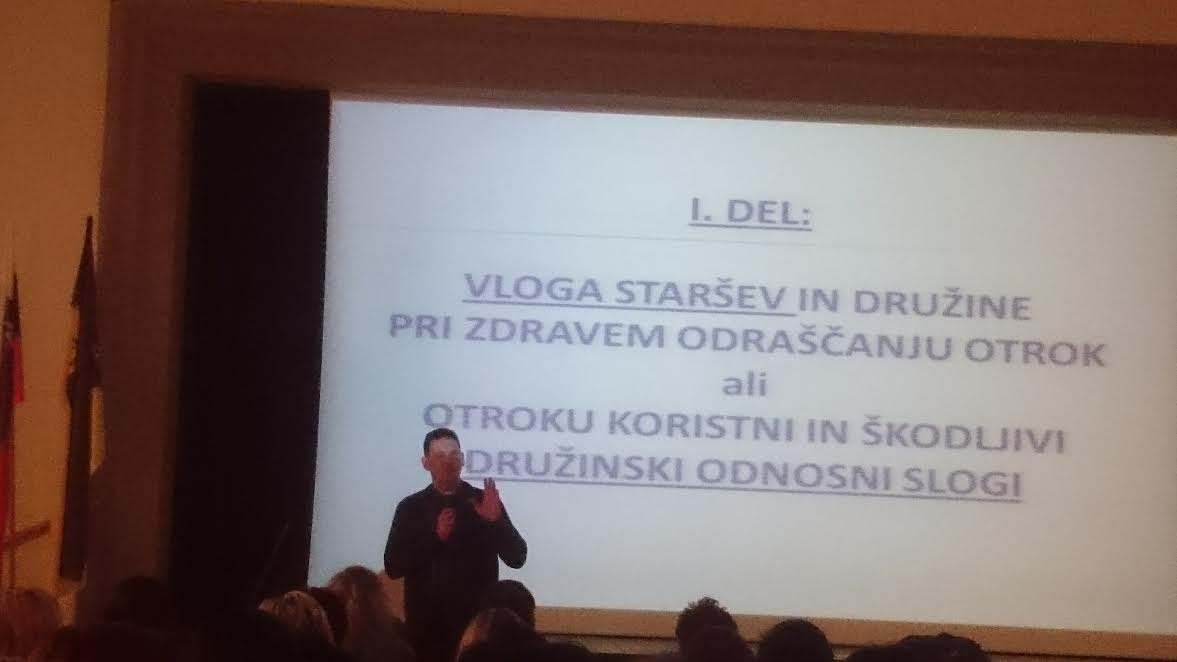 I. DEL:
VLOGA STARŠEV IN DRUŽINE
PRI ZDRAVEM ODRAŠČANJU OTROK
ali
OTROKU KORISTNI IN ŠKODLJIVI
DRUŽINSKI ODNOSNI SLOGI